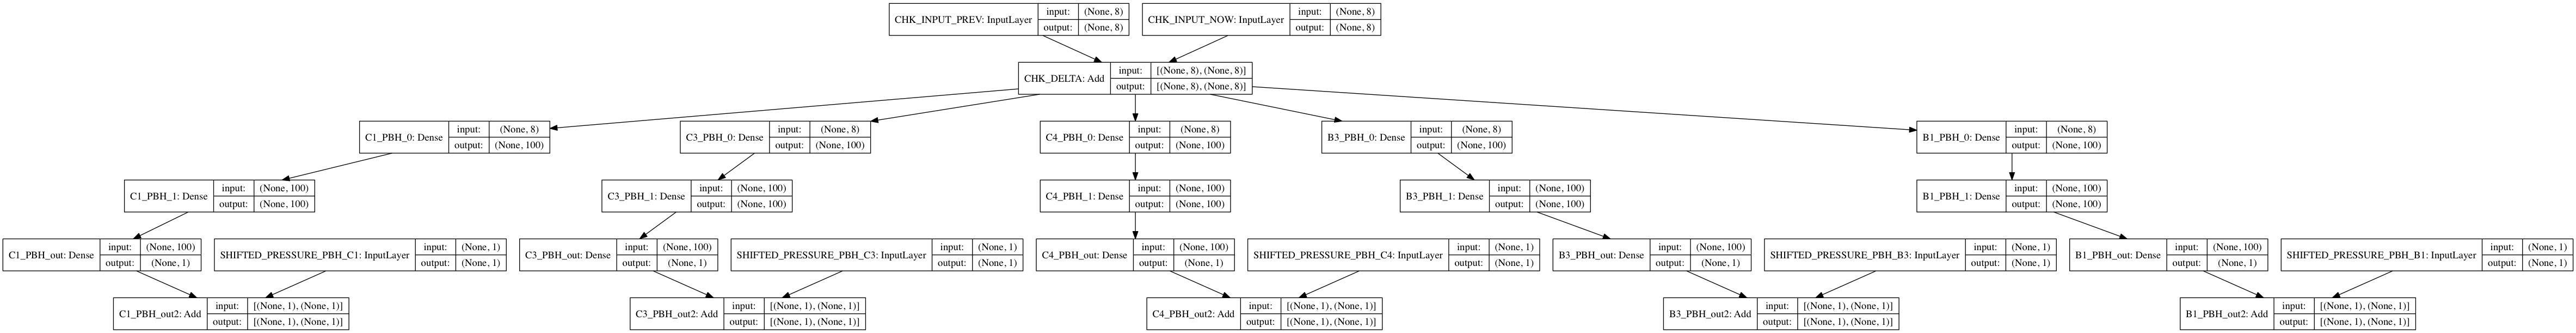 CHK_INPUT_PREV: InputLayer
input: (None, 8)
output: (None, 8)
CHK_INPUT_NOW: InputLayer
input: (None, 8)
output: (None, 8)
CHK_DELTA: Add
input: [(None, 8), (None, 8)]
output: [(None, 8), (None, 8)]
C1_PBH_0: Dense
input: (None, 8)
output: (None, 100)
C3_PBH_0: Dense
input: (None, 8)
output: (None, 100)
C4_PBH_0: Dense
input: (None, 8)
output: (None, 100)
B3_PBH_0: Dense
input: (None, 8)
output: (None, 100)
B1_PBH_0: Dense
input: (None, 8)
output: (None, 100)
C1_PBH_1: Dense
input: (None, 100)
output: (None, 100)
C3_PBH_1: Dense
input: (None, 100)
output: (None, 100)
C4_PBH_1: Dense
input: (None, 100)
output: (None, 100)
B3_PBH_1: Dense
input: (None, 100)
output: (None, 100)
B1_PBH_1: Dense
input: (None, 100)
output: (None, 100)
C1_PBH_out: Dense
input: (None, 100)
output: (None, 1)
SHIFTED_PRESSURE_PBH_C1: InputLayer
input: (None, 1)
output: (None, 1)
C3_PBH_out: Dense
input: (None, 100)
output: (None, 1)
SHIFTED_PRESSURE_PBH_C3: InputLayer
input: (None, 1)
output: (None, 1)
C4_PBH_out: Dense
input: (None, 100)
output: (None, 1)
SHIFTED_PRESSURE_PBH_C4: InputLayer
input: (None, 1)
output: (None, 1)
B3_PBH_out: Dense
input: (None, 100)
output: (None, 1)
SHIFTED_PRESSURE_PBH_B3: InputLayer
input: (None, 1)
output: (None, 1)
B1_PBH_out: Dense
input: (None, 100)
output: (None, 1)
SHIFTED_PRESSURE_PBH_B1: InputLayer
input: (None, 1)
output: (None, 1)
C1_PBH_out2: Add
input: [(None, 1), (None, 1)]
output: [(None, 1), (None, 1)]
C3_PBH_out2: Add
input: [(None, 1), (None, 1)]
output: [(None, 1), (None, 1)]
C4_PBH_out2: Add
input: [(None, 1), (None, 1)]
output: [(None, 1), (None, 1)]
B3_PBH_out2: Add
input: [(None, 1), (None, 1)]
output: [(None, 1), (None, 1)]
B1_PBH_out2: Add
input: [(None, 1), (None, 1)]
output: [(None, 1), (None, 1)]